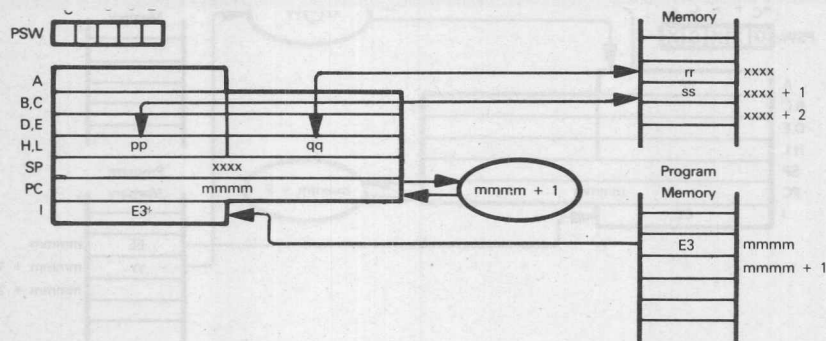 Memory
PSW
A
rr xxxx
B,C
ss xxxx + 1
D,E
xxxx + 2
H,L pp qq
SP xxxx
Program
Memory
PC mmmm
mmmm + 1
I E3
E3 mmmm
mmmm + 1